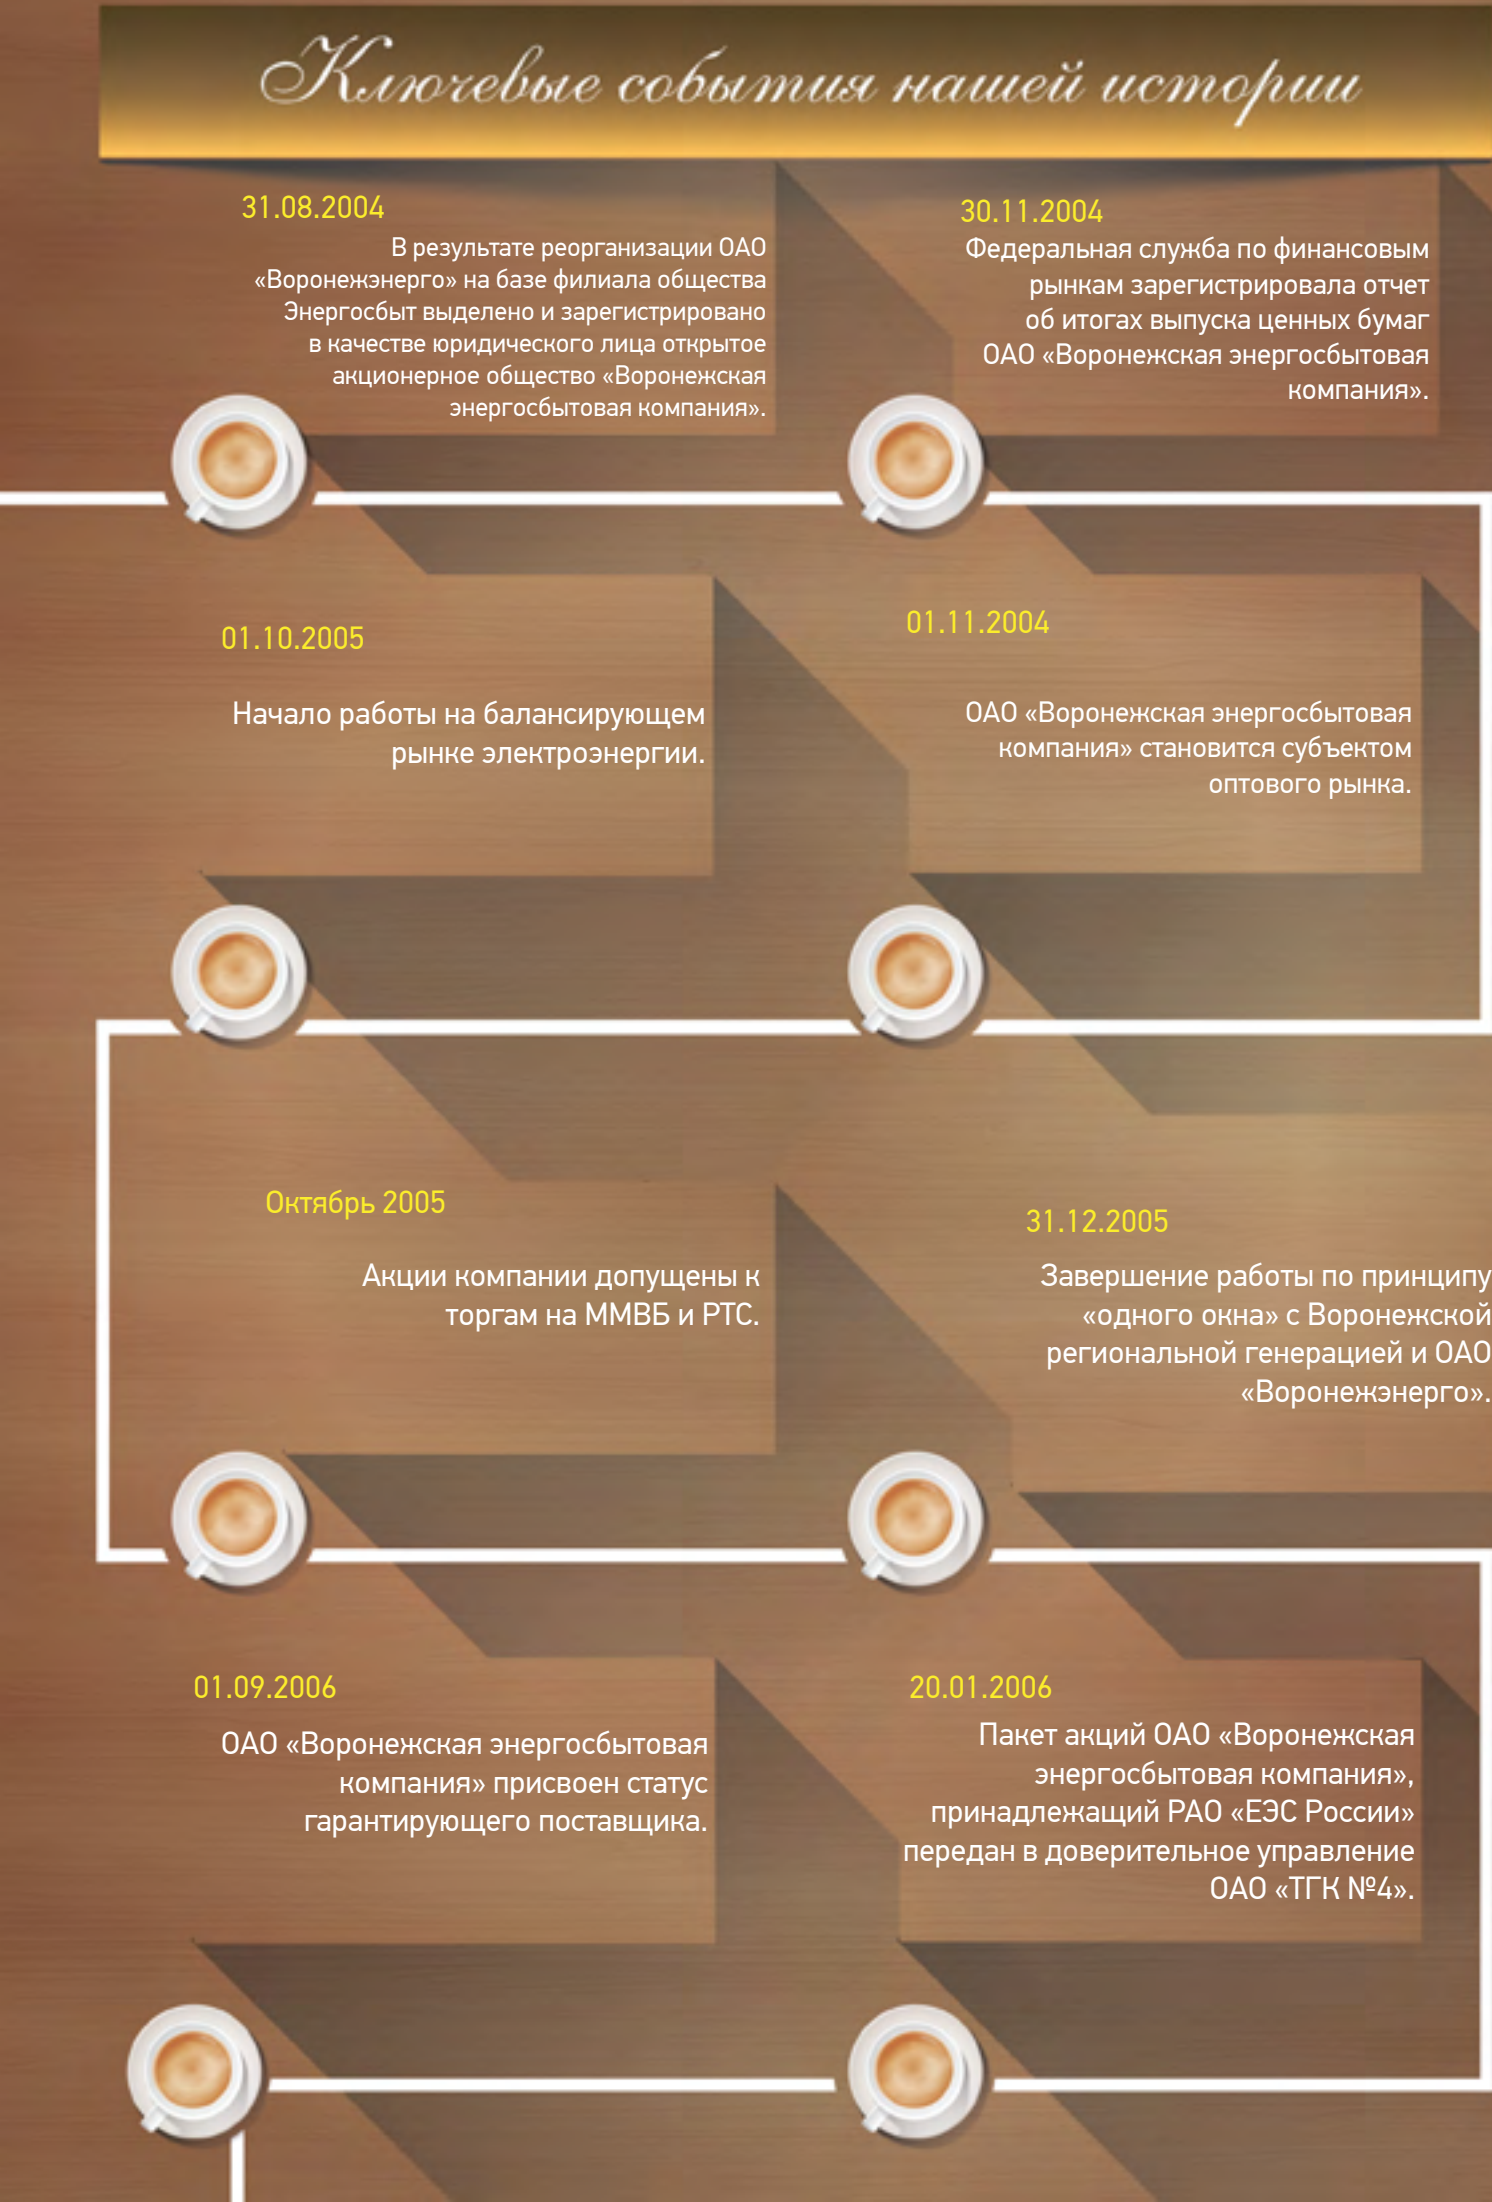 Ключевые события нашей истории
31.08.2004
В результате реорганизации ОАО
«Воронежэнерго» на базе филиала общества
Энергосбыт выделено и зарегистрировано
в качестве юридического лица открытое
акционерное общество «Воронежская
энергосбытовая компания».
30.11.2004
Федеральная служба по финансовым
рынкам зарегистрировала отчет
об итогах выпуска ценных бумаг
ОАО «Воронежская энергосбытовая
компания».
01.10.2005
Начало работы на балансирующем
рынке электроэнергии.
01.11.2004
ОАО «Воронежская энергосбытовая
компания» становится субъектом
оптового рынка.
Октябрь 2005
Акции компании допущены к
торгам на ММВБ и РТС.
31.12.2005
Завершение работы по принципу
«одного окна» с Воронежской
региональной генерацией и ОАО
«Воронежэнерго».
01.09.2006
ОАО «Воронежская энергосбытовая
компания» присвоен статус
гарантирующего поставщика.
20.01.2006
Пакет акций ОАО «Воронежская
энергосбытовая компания»,
принадлежащий РАО «ЕЭС России»
передан в доверительное управление
ОАО «ТГК №4».